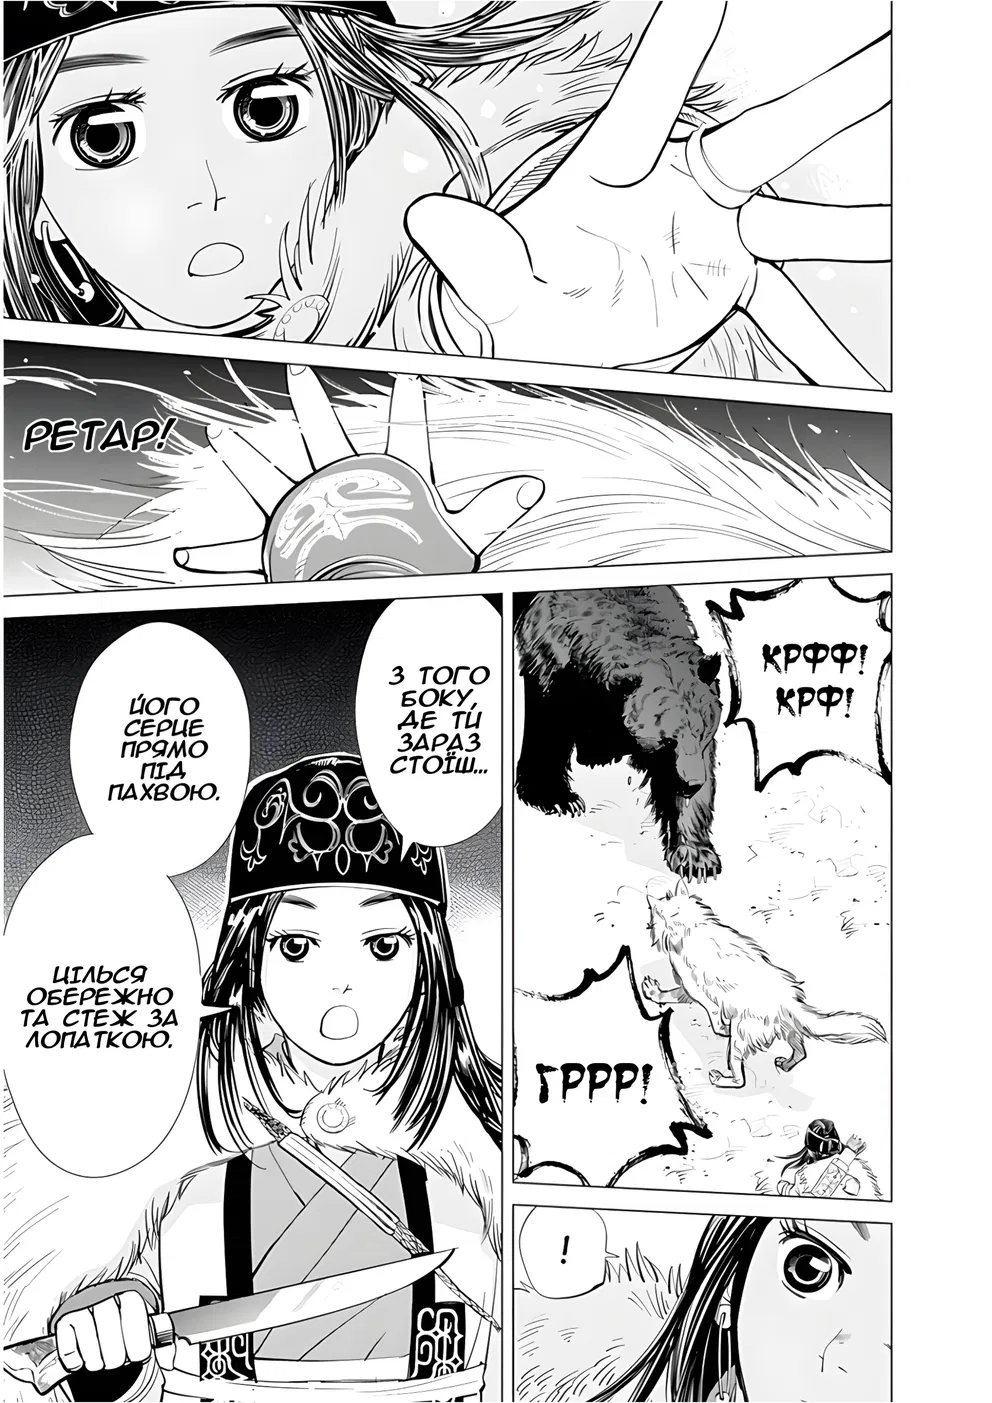 РЕТАР!
КРФФ!
КРФ!
ГРРР!
!
З ТОГО
БОКУ,
ДЕ ТИ
ЗАРАЗ
СТОЇШ...
ЙОГО
СЕРЦЕ
ПРЯМО
ПІД
ПАХВОЮ.
ЦІЛЬСЯ
ОБЕРЕЖНО
ТА СТЕЖ ЗА
ЛОПАТКОЮ.